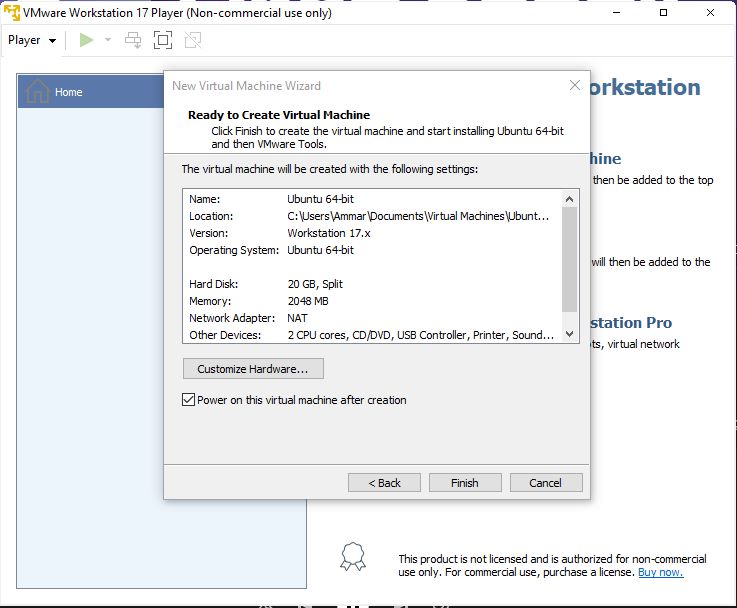 VMware Workstation 17 Player (Non-commercial use only)
Player
Home
New Virtual Machine Wizard
Ready to Create Virtual Machine
Click Finish to create the virtual machine and start installing Ubuntu 64-bit
and then VMware Tools.
The virtual machine will be created with the following settings:
Name: Ubuntu 64-bit
Location: C:\Users\Ammar\Documents\Virtual Machines\Ubunt...
Version: Workstation 17.x
Operating System: Ubuntu 64-bit
Hard Disk: 20 GB, Split
Memory: 2048 MB
Network Adapter: NAT
Other Devices: 2 CPU cores, CD/DVD, USB Controller, Printer, Sound...
Customize Hardware...
Power on this virtual machine after creation
< Back Finish Cancel
orkstation
hine
then be added to the top
will then be added to the
station Pro
ots, virtual network
This product is not licensed and is authorized for non-commercial
use only. For commercial use, purchase a license. Buy now.